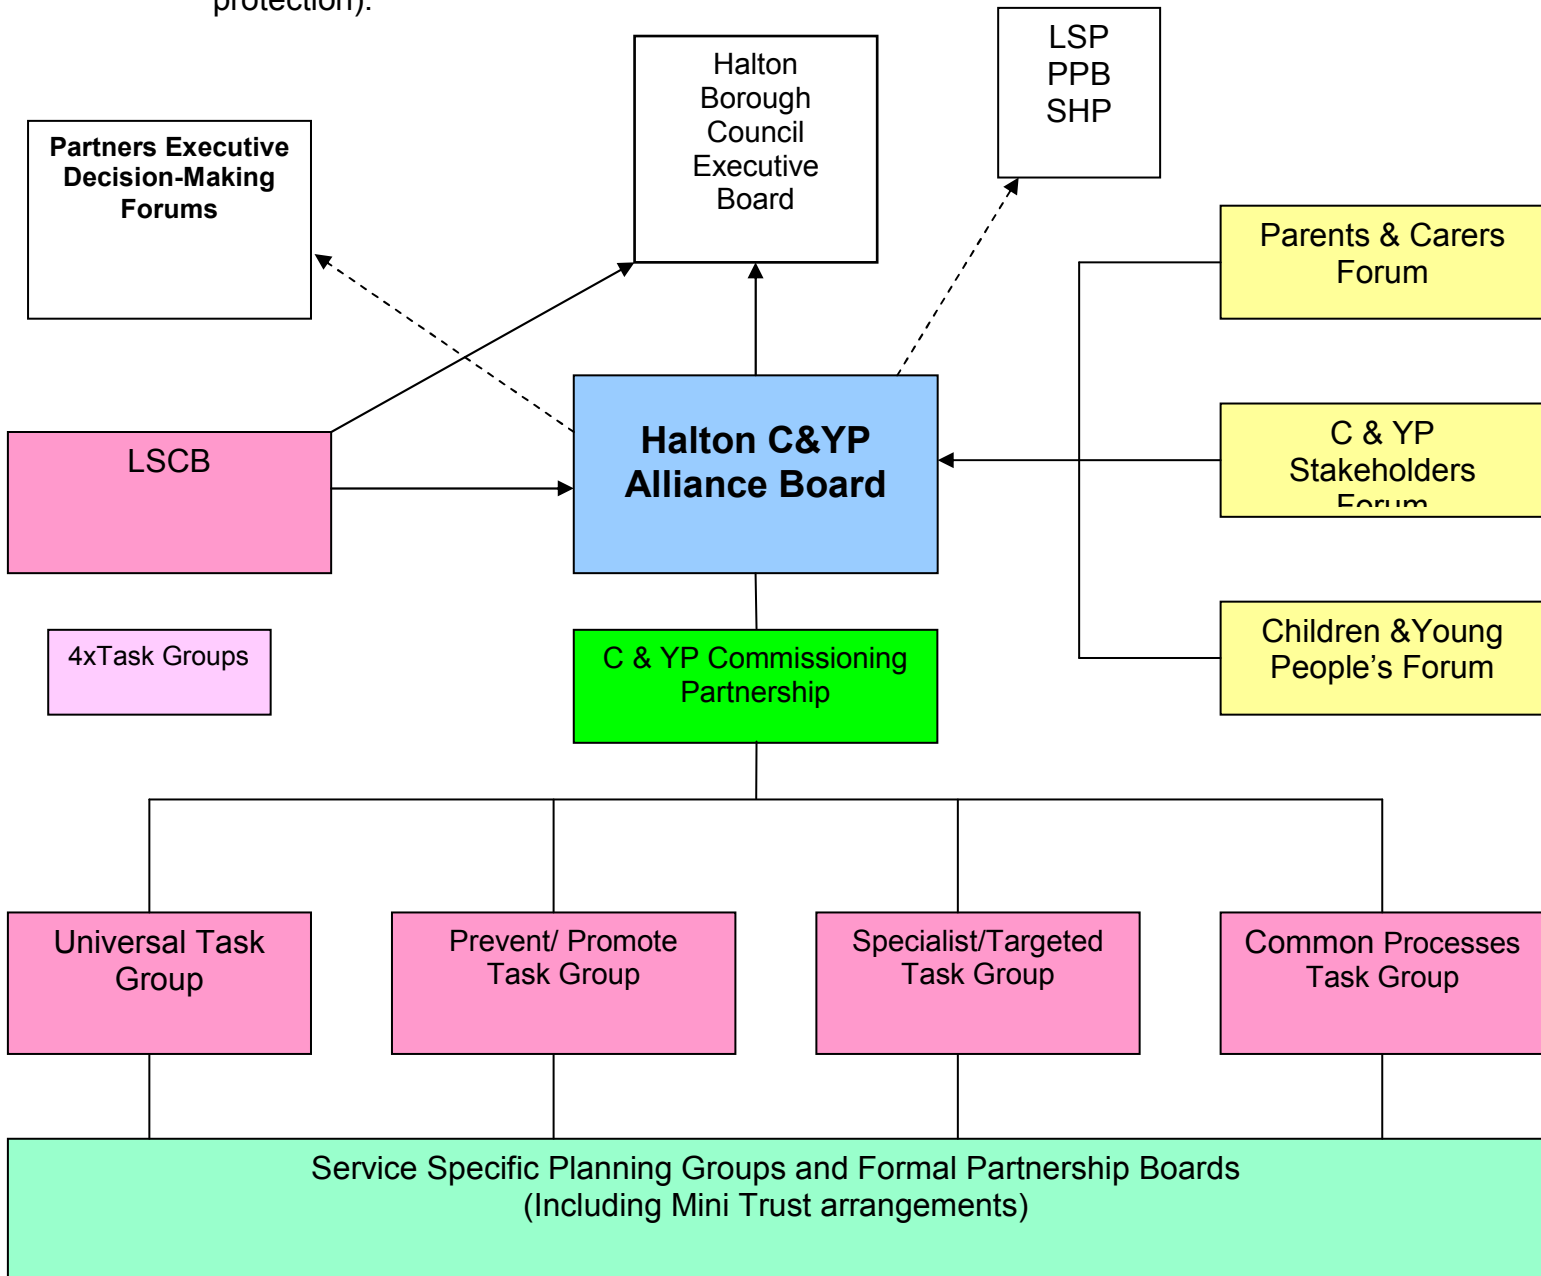 protection).
LSP
PPB
SHP
Halton
Borough
Council
Executive
Board
Partners Executive
Decision-Making
Forums
Parents & Carers
Forum
LSCB
Halton C&YP
Alliance Board
C & YP
Stakeholders
Forum
4xTask Groups
C & YP Commissioning
Partnership
Children &Young
People’s Forum
Universal Task
Group
Prevent/ Promote
Task Group
Specialist/Targeted
Task Group
Common Processes
Task Group
Service Specific Planning Groups and Formal Partnership Boards
(Including Mini Trust arrangements)